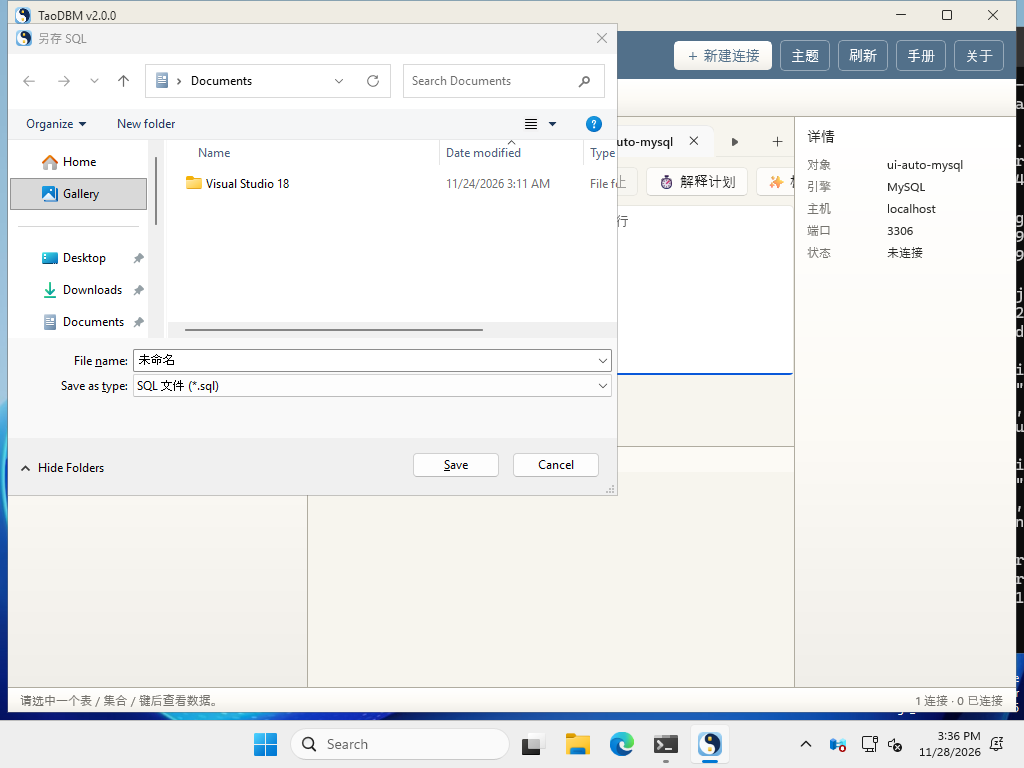 TaoDBM v2.0.0
另存 SQL
+ 新建连接
主题
刷新
手册
关于
Documents
Search Documents
Organize
New folder
Name
Date modified
Type
Home
Gallery
Visual Studio 18
11/24/2026 3:11 AM
File
Desktop
Downloads
Documents
File name:
未命名
Save as type:
SQL 文件 (*.sql)
Hide Folders
Save
Cancel
uto-mysql
止
解释计划
行
详情
对象
ui-auto-mysql
引擎
MySQL
主机
localhost
端口
3306
状态
未连接
请选中一个表 / 集合 / 键后查看数据。
1 连接 · 0 已连接
Search
3:36 PM
11/28/2026